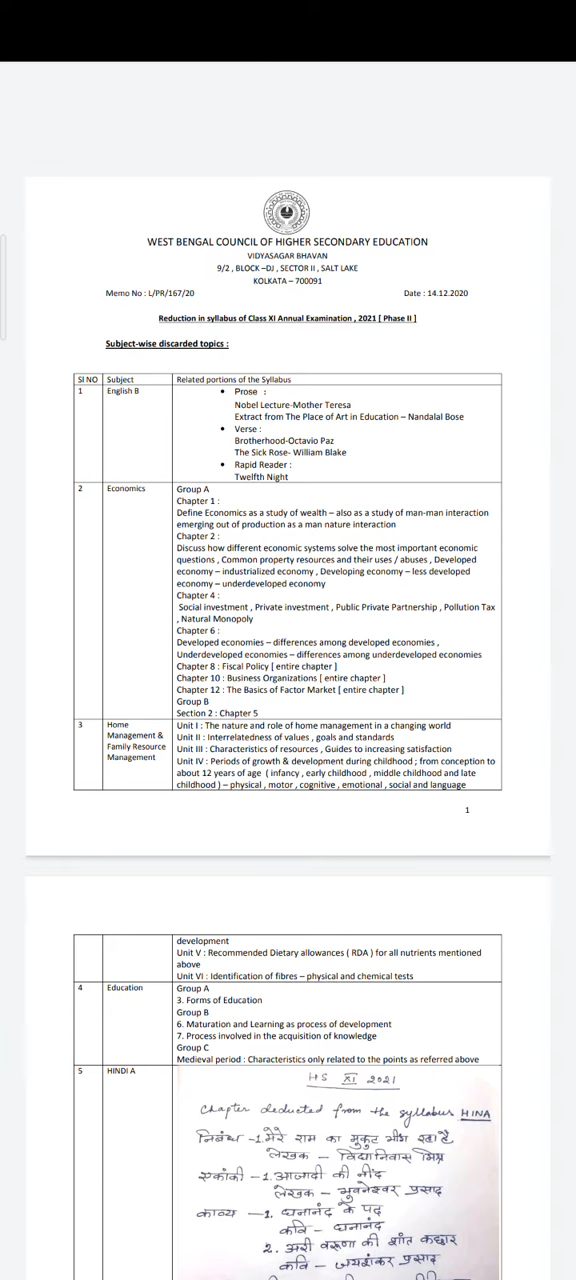 WEST BENGAL COUNCIL OF HIGHER SECONDARY EDUCATION
VIDYASAGAR BHAVAN
9/2 , BLOCK –DJ , SECTOR II , SALT LAKE
KOLKATA – 700091
Memo No : L/PR/167/20 Date : 14.12.2020
Reduction in syllabus of Class XI Annual Examination , 2021 [ Phase II ]
Subject-wise discarded topics :
Sl NO Subject Related portions of the Syllabus
1 English B • Prose :
Nobel Lecture-Mother Teresa
Extract from The Place of Art in Education – Nandalal Bose
• Verse :
Brotherhood-Octavio Paz
The Sick Rose- William Blake
• Rapid Reader :
Twelfth Night
2 Economics Group A
Chapter 1 :
Define Economics as a study of wealth – also as a study of man-man interaction
emerging out of production as a man nature interaction
Chapter 2 :
Discuss how different economic systems solve the most important economic
questions , Common property resources and their uses / abuses , Developed
economy – industrialized economy , Developing economy – less developed
economy – underdeveloped economy
Chapter 4 :
Social investment , Private investment , Public Private Partnership , Pollution Tax
, Natural Monopoly
Chapter 6 :
Developed economies – differences among developed economies ,
Underdeveloped economies – differences among underdeveloped economies
Chapter 8 : Fiscal Policy [ entire chapter ]
Chapter 10 : Business Organizations [ entire chapter ]
Chapter 12 : The Basics of Factor Market [ entire chapter ]
Group B
Section 2 : Chapter 5
3 Home Unit I : The nature and role of home management in a changing world
Management & Unit II : Interrelatedness of values , goals and standards
Family Resource Unit III : Characteristics of resources , Guides to increasing satisfaction
Management Unit IV : Periods of growth & development during childhood ; from conception to
about 12 years of age ( infancy , early childhood , middle childhood and late
childhood ) – physical , motor , cognitive , emotional , social and language
1
development
Unit V : Recommended Dietary allowances ( RDA ) for all nutrients mentioned
above
Unit VI : Identification of fibres – physical and chemical tests
4 Education Group A
3. Forms of Education
Group B
6. Maturation and Learning as process of development
7. Process involved in the acquisition of knowledge
Group C
Medieval period : Characteristics only related to the points as referred above
5 HINDI A HS XI 2021
Chapter deducted from the syllabus HINA
निबंध -1. मेरे राम का मुकुट भीग रहा है
लेखक - विद्यानिवास मिश्र
एकांकी - 1. आजादी की नींद
लेखक - भुवनेश्वर प्रसाद
काव्य - 1. घनानंद के पद
कवि - घनानंद
2. अरी वरुणा की शांत कछार
कवि - जयशंकर प्रसाद